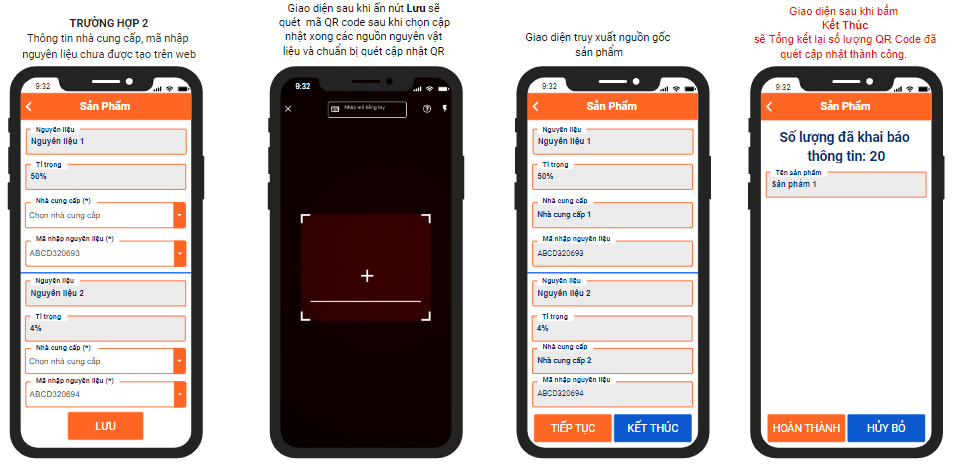 TRƯỜNG HỢP 2
Thông tin nhà cung cấp, mã nhập
nguyên liệu chưa được tạo trên web
9:32
Sản Phẩm
Nguyên liệu
Nguyên liệu 1
Tỉ trọng
50%
Nhà cung cấp (*)
Chọn nhà cung cấp
Mã nhập nguyên liệu (*)
ABCD320693
Nguyên liệu
Nguyên liệu 2
Tỉ trọng
4%
Nhà cung cấp (*)
Chọn nhà cung cấp
Mã nhập nguyên liệu (*)
ABCD320694
LƯU
Giao diện sau khi ấn nút Lưu sẽ
quét mã QR code sau khi chọn cập
nhật xong các nguồn nguyên vật
liệu và chuẩn bị quét cập nhật QR
9:32
Nhập mã bằng tay
Giao diện truy xuất nguồn gốc
sản phẩm
9:32
Sản Phẩm
Nguyên liệu
Nguyên liệu 1
Tỉ trọng
50%
Nhà cung cấp
Nhà cung cấp 1
Mã nhập nguyên liệu
ABCD320693
Nguyên liệu
Nguyên liệu 2
Tỉ trọng
4%
Nhà cung cấp
Nhà cung cấp 2
Mã nhập nguyên liệu
ABCD320694
TIẾP TỤC
KẾT THÚC
Giao diện sau khi bấm
Kết Thúc
sẽ Tổng kết lại số lượng QR Code đã
quét cập nhật thành công.
9:32
Sản Phẩm
Số lượng đã khai báo
thông tin: 20
Tên sản phẩm
Sản phẩm 1
HOÀN THÀNH
HỦY BỎ